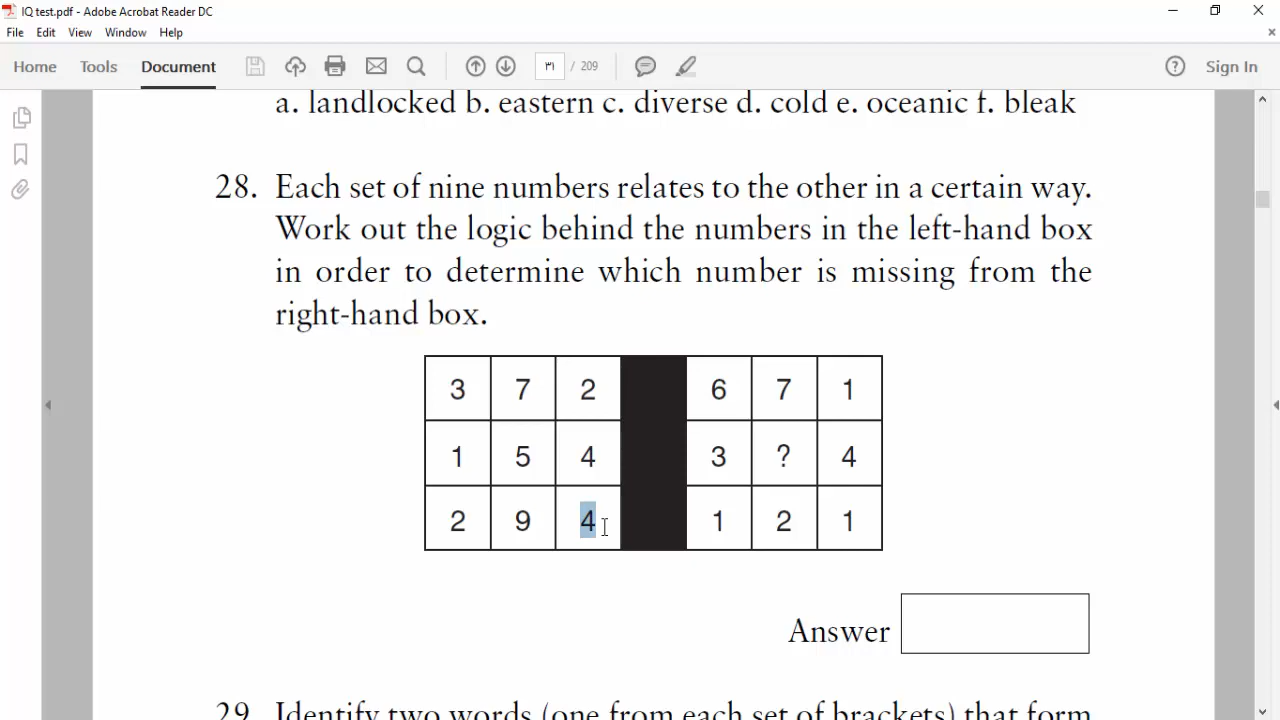 IQ test.pdf - Adobe Acrobat Reader DC
File Edit View Window Help
Home Tools Document ٣١ / 209 Sign In
a. landlocked b. eastern c. diverse d. cold e. oceanic f. bleak
28. Each set of nine numbers relates to the other in a certain way.
Work out the logic behind the numbers in the left-hand box
in order to determine which number is missing from the
right-hand box.
3 7 2 6 7 1
1 5 4 3 ? 4
2 9 4 1 2 1
Answer
29. Identify two words (one from each set of brackets) that form